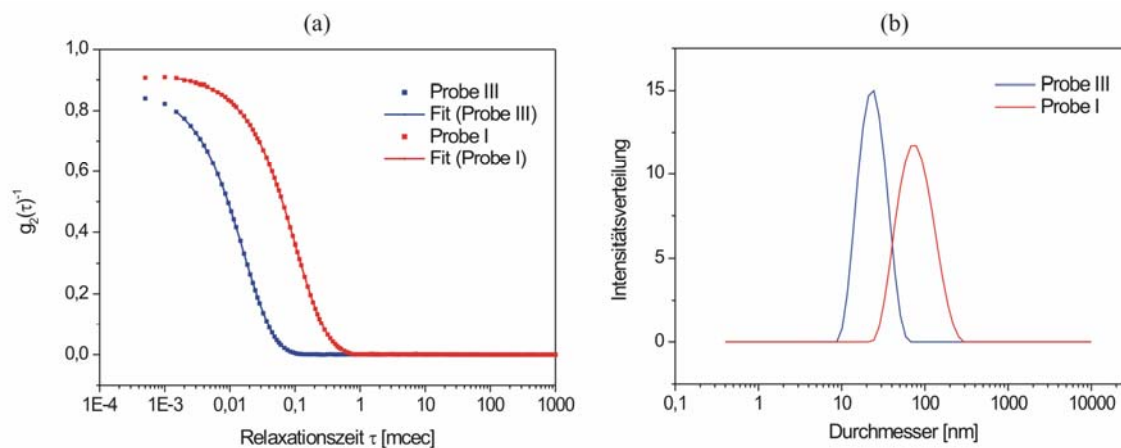 (a)
1,0
0,8
0,6
0,4
0,2
0,0
g₂(τ)⁻¹
Probe III
Fit (Probe III)
Probe I
Fit (Probe I)
1E-4 1E-3 0,01 0,1 1 10 100 1000
Relaxationszeit τ [mcec]
(b)
15
10
5
0
Intensitätsverteilung
Probe III
Probe I
0,1 1 10 100 1000 10000
Durchmesser [nm]